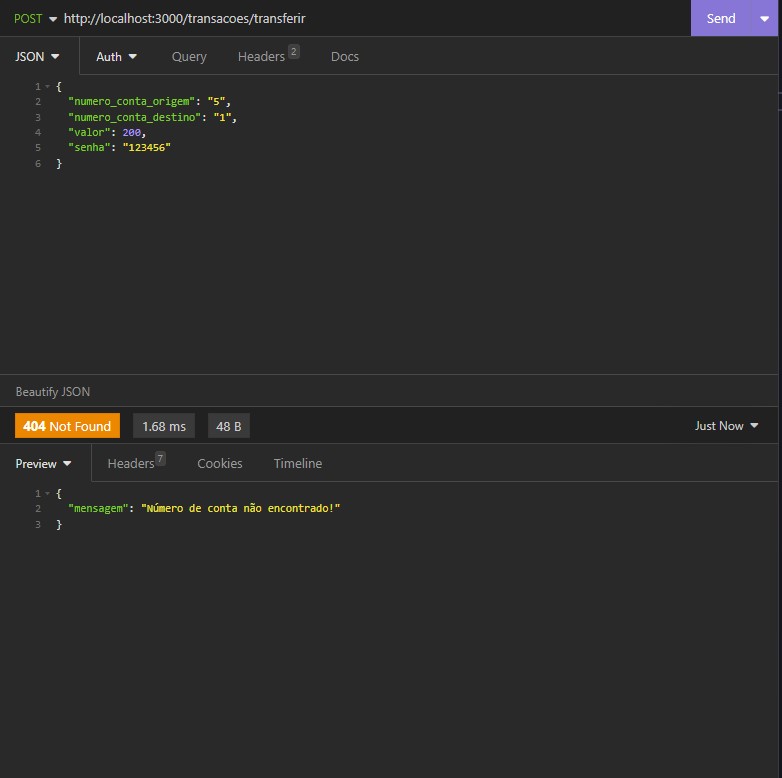 POST http://localhost:3000/transacoes/transferir Send
JSON Auth Query Headers 2 Docs
1 {
2 "numero_conta_origem": "5",
3 "numero_conta_destino": "1",
4 "valor": 200,
5 "senha": "123456"
6 }
Beautify JSON
404 Not Found 1.68 ms 48 B Just Now
Preview Headers 7 Cookies Timeline
1 {
2 "mensagem": "Número de conta não encontrado!"
3 }